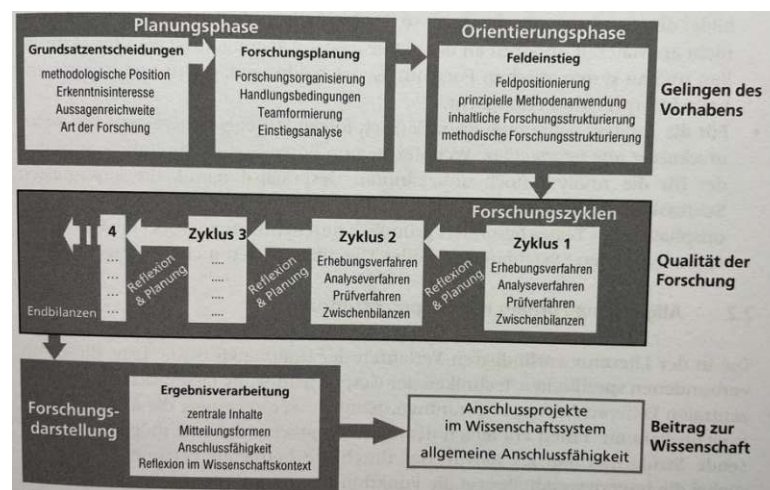 Planungsphase
Grundsatzentscheidungen
methodologische Position
Erkenntnisinteresse
Aussagenreichweite
Art der Forschung
Forschungsplanung
Forschungsorganisierung
Handlungsbedingungen
Teamformierung
Einstiegsanalyse
Orientierungsphase
Feldeinstieg
Feldpositionierung
prinzipielle Methodenanwendung
inhaltliche Forschungsstrukturierung
methodische Forschungsstrukturierung
Gelingen des
Vorhabens
Forschungszyklen
Zyklus 1
Erhebungsverfahren
Analyseverfahren
Prüfverfahren
Zwischenbilanzen
Reflexion
& Planung
Zyklus 2
Erhebungsverfahren
Analyseverfahren
Prüfverfahren
Zwischenbilanzen
Reflexion
& Planung
Zyklus 3
....
....
....
....
Reflexion
& Planung
4
...
...
...
...
Endbilanzen
Qualität der
Forschung
Forschungs-
darstellung
Ergebnisverarbeitung
zentrale Inhalte
Mitteilungsformen
Anschlussfähigkeit
Reflexion im Wissenschaftskontext
Anschlussprojekte
im Wissenschaftssystem
allgemeine Anschlussfähigkeit
Beitrag zur
Wissenschaft